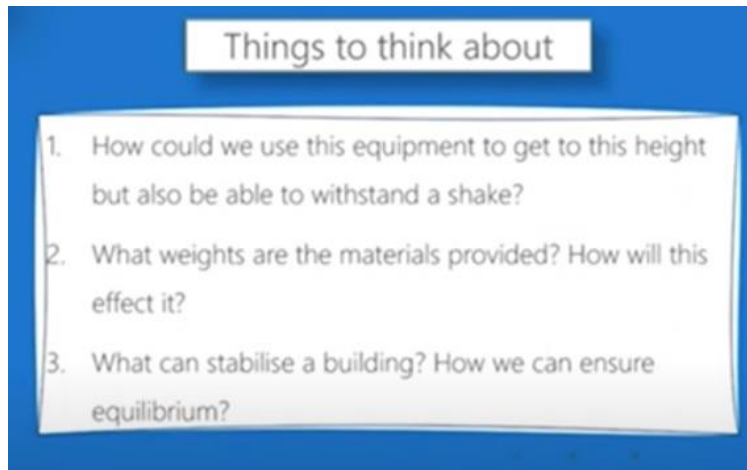 Things to think about
1. How could we use this equipment to get to this height
but also be able to withstand a shake?
2. What weights are the materials provided? How will this
effect it?
3. What can stabilise a building? How we can ensure
equilibrium?